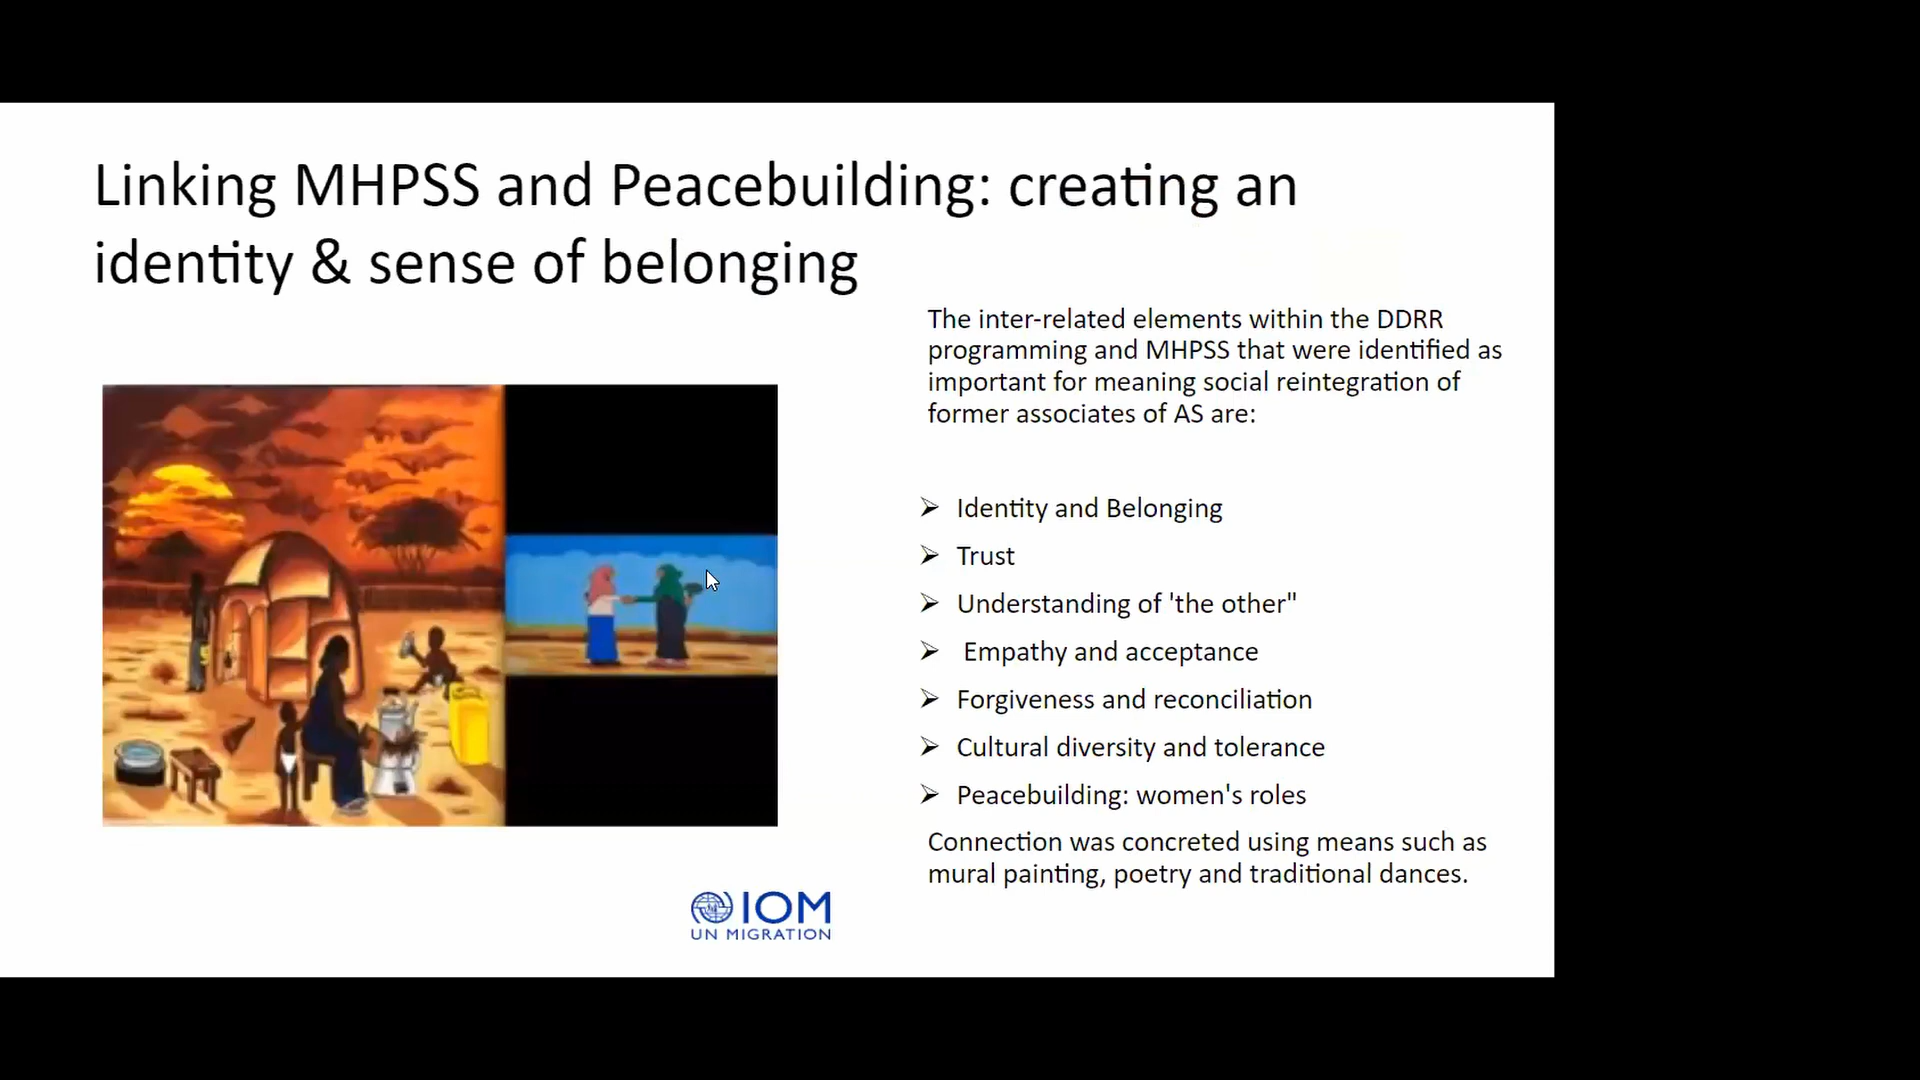 Linking MHPSS and Peacebuilding: creating an
identity & sense of belonging
The inter-related elements within the DDRR
programming and MHPSS that were identified as
important for meaning social reintegration of
former associates of AS are:
➢ Identity and Belonging
➢ Trust
➢ Understanding of 'the other"
➢ Empathy and acceptance
➢ Forgiveness and reconciliation
➢ Cultural diversity and tolerance
➢ Peacebuilding: women's roles
Connection was concreted using means such as
mural painting, poetry and traditional dances.
IOM
UN MIGRATION